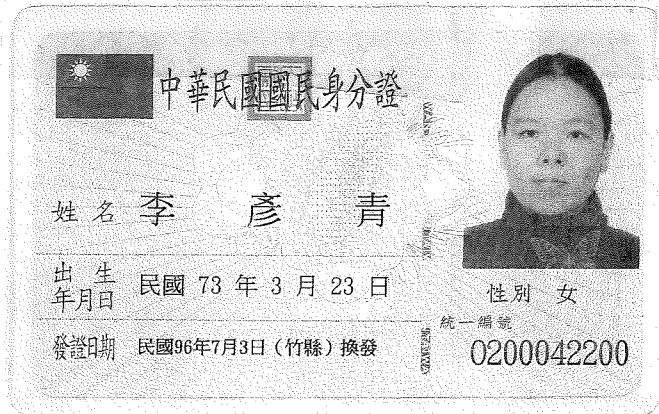 中華民國國民身分證
姓名 李彥青
出生年月日 民國 73 年 3 月 23 日
性別 女
統一編號
0200042200
發證日期 民國96年7月3日（竹縣）換發